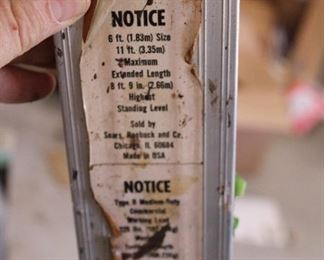 NOTICE
6 ft. (1.83m) Size
11 ft. (3.35m)
Maximum
Extended Length
8 ft. 9 in. (2.66m)
Highest
Standing Level
Sold by
Sears, Roebuck and Co.
Chicago, IL 60684
Made in USA
NOTICE
Type II Medium Duty
Commercial
Working Load